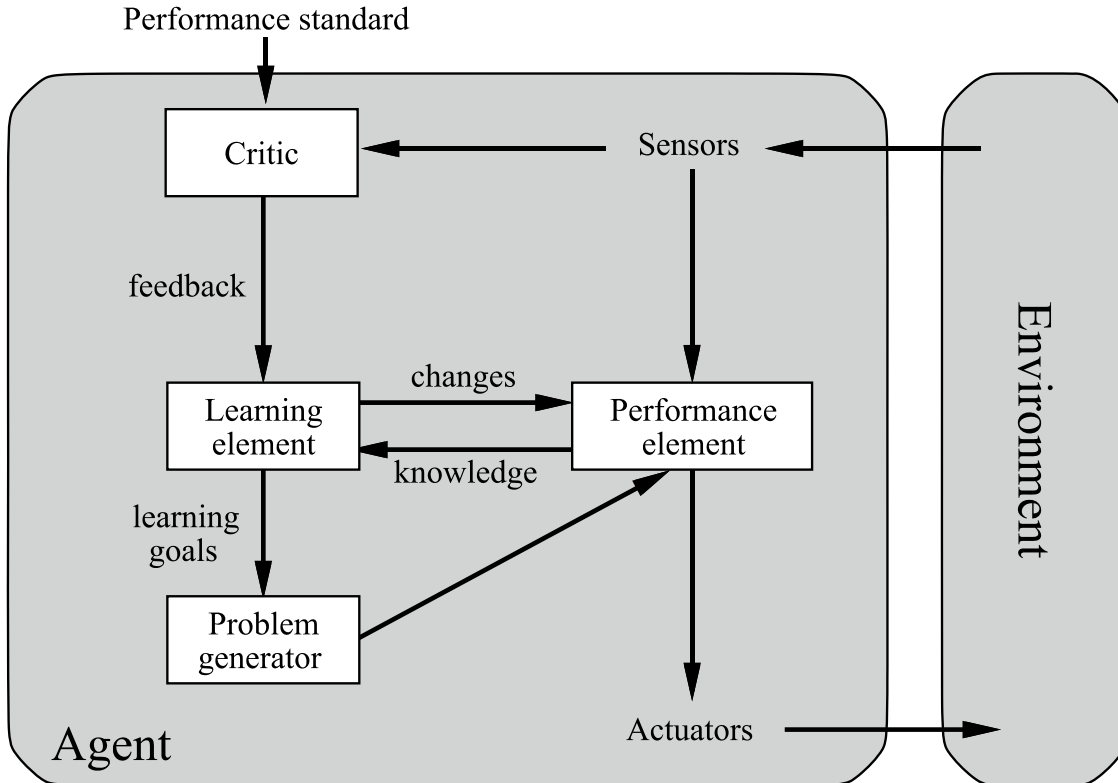 Performance standard
Critic
Sensors
feedback
changes
Learning
element
Performance
element
knowledge
learning
goals
Problem
generator
Agent
Actuators
Environment